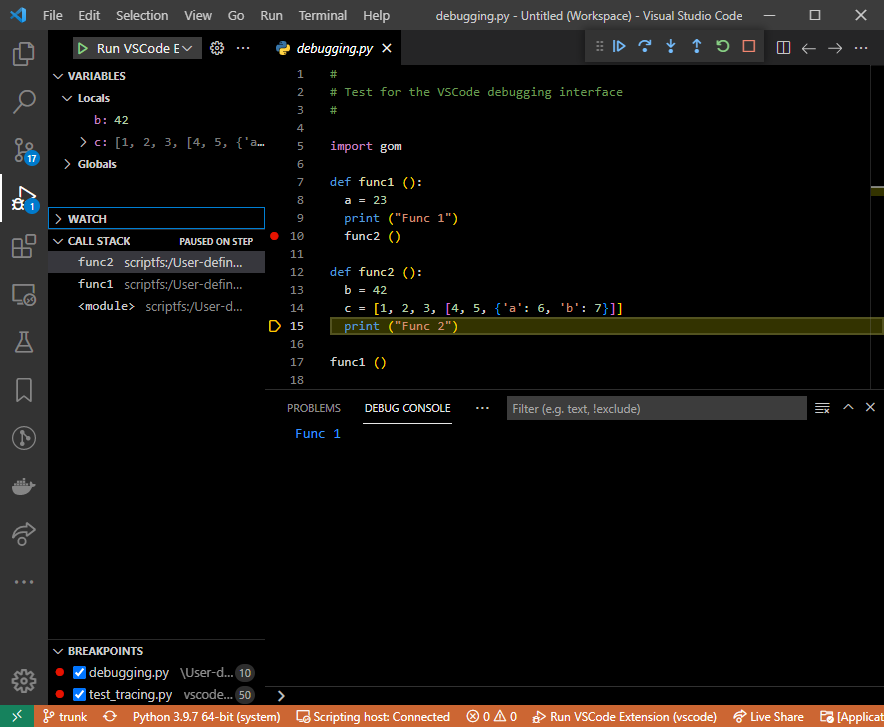 File Edit Selection View Go Run Terminal Help debugging.py - Untitled (Workspace) - Visual Studio Code
Run VSCode E
debugging.py
VARIABLES
Locals
b: 42
c: [1, 2, 3, [4, 5, {'a…
Globals
WATCH
CALL STACK PAUSED ON STEP
func2 scriptfs:/User-defin...
func1 scriptfs:/User-defin...
<module> scriptfs:/User-d...
17
1
1 #
2 # Test for the VSCode debugging interface
3 #
4
5 import gom
6
7 def func1 ():
8 a = 23
9 print ("Func 1")
10 func2 ()
11
12 def func2 ():
13 b = 42
14 c = [1, 2, 3, [4, 5, {'a': 6, 'b': 7}]]
15 print ("Func 2")
16
17 func1 ()
18
PROBLEMS DEBUG CONSOLE ... Filter (e.g. text, !exclude)
Func 1
BREAKPOINTS
debugging.py \User-d... 10
test_tracing.py vscode... 50
trunk Python 3.9.7 64-bit (system) Scripting host: Connected 0 0 Run VSCode Extension (vscode) Live Share [Applicat